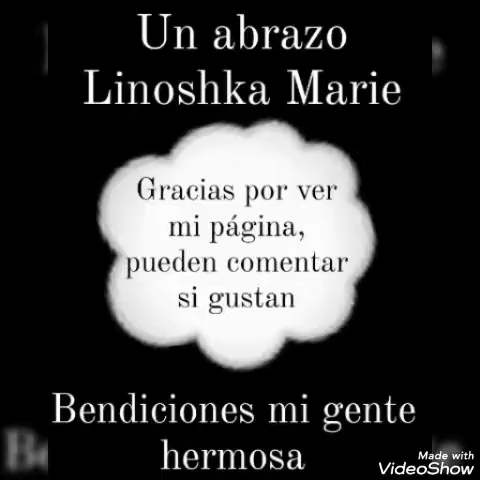 Un abrazo
Linoshka Marie
Gracias por ver
mi página,
pueden comentar
si gustan
Bendiciones mi gente
hermosa
Made with
VideoShow